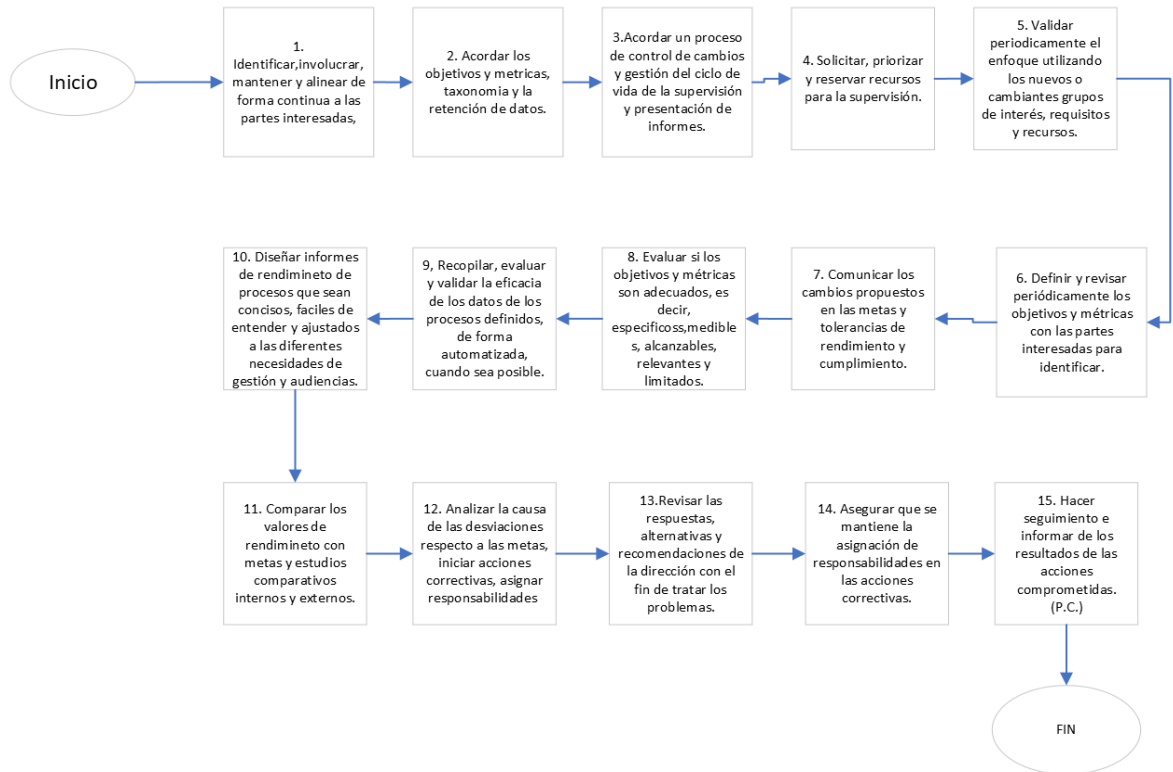 Inicio
1.
Identificar,involucrar,
mantener y alinear de
forma continua a las
partes interesadas,
2. Acordar los
objetivos y metricas,
taxonomia y la
retención de datos.
3.Acordar un proceso
de control de cambios
y gestión del ciclo de
vida de la supervisión
y presentación de
informes.
4. Solicitar, priorizar
y reservar recursos
para la supervisión.
5. Validar
periodicamente el
enfoque utilizando
los nuevos o
cambiantes grupos
de interés, requisitos
y recursos.
6. Definir y revisar
periódicamente los
objetivos y métricas
con las partes
interesadas para
identificar.
7. Comunicar los
cambios propuestos
en las metas y
tolerancias de
rendimiento y
cumplimiento.
8. Evaluar si los
objetivos y métricas
son adecuados, es
decir,
especificoss,medible
s, alcanzables,
relevantes y
limitados.
9, Recopilar, evaluar
y validar la eficacia
de los datos de los
procesos definidos,
de forma
automatizada,
cuando sea posible.
10. Diseñar informes
de rendimineto de
procesos que sean
concisos, faciles de
entender y ajustados
a las diferentes
necesidades de
gestión y audiencias.
11. Comparar los
valores de
rendimineto con
metas y estudios
comparativos
internos y externos.
12. Analizar la causa
de las desviaciones
respecto a las metas,
iniciar acciones
correctivas, asignar
responsabilidades
13.Revisar las
respuestas,
alternativas y
recomendaciones de
la dirección con el
fin de tratar los
problemas.
14. Asegurar que se
mantiene la
asignación de
responsabilidades en
las acciones
correctivas.
15. Hacer
seguimiento e
informar de los
resultados de las
acciones
comprometidas.
(P.C.)
FIN